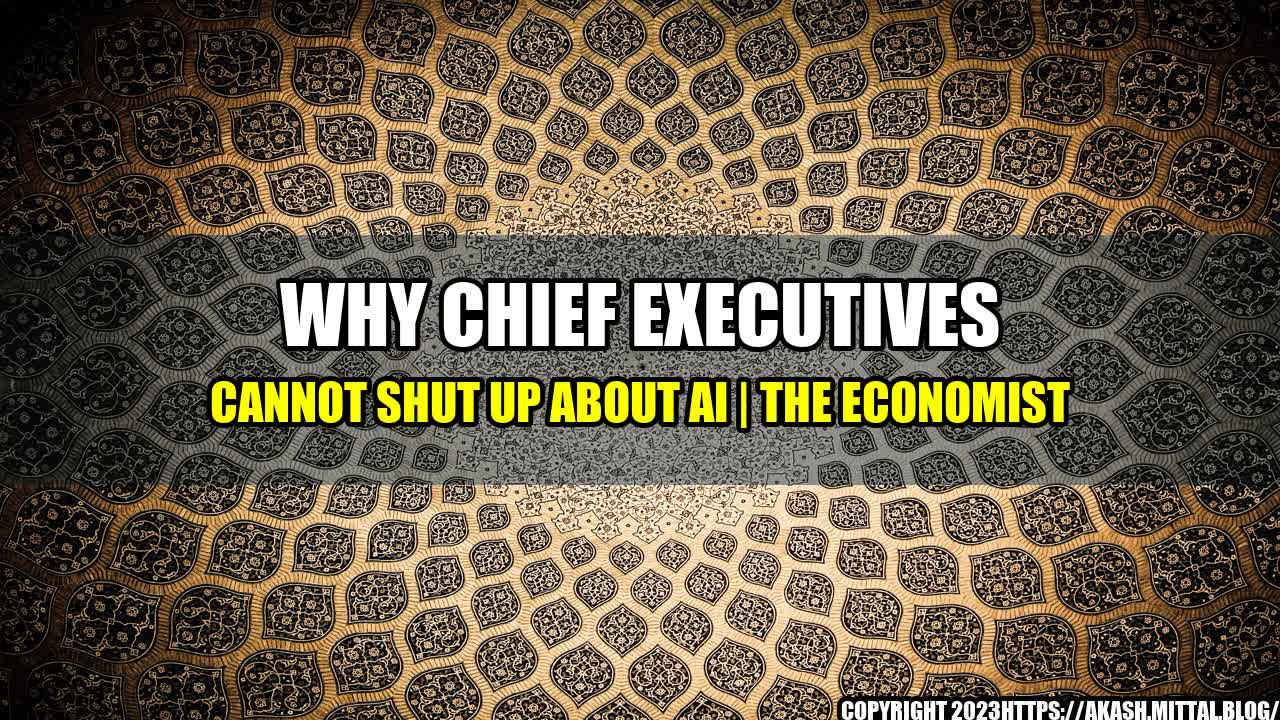 WHY CHIEF EXECUTIVES
CANNOT SHUT UP ABOUT AI | THE ECONOMIST
COPYRIGHT 2023HTTPS://AKASH.MITTAL.BLOG/